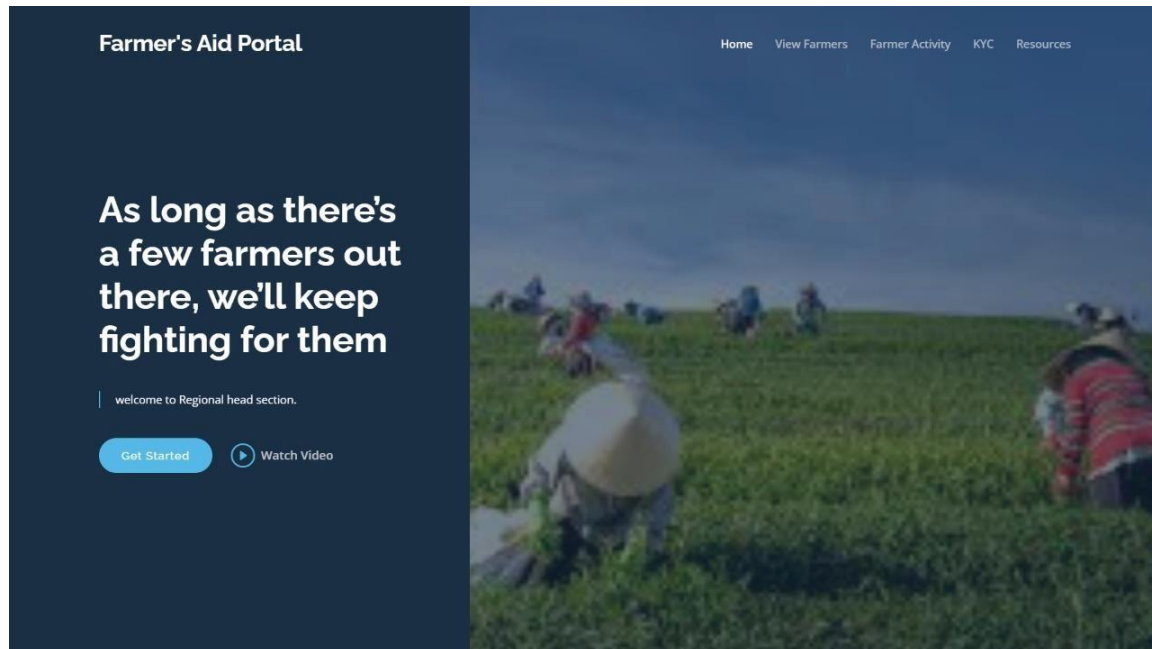 Farmer's Aid Portal
Home View Farmers Farmer Activity KYC Resources
As long as there’s
a few farmers out
there, we’ll keep
fighting for them
welcome to Regional head section.
Get Started Watch Video